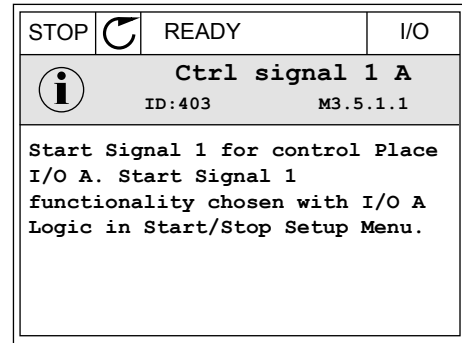 STOP READY I/O
Ctrl signal 1 A
ID:403 M3.5.1.1
Start Signal 1 for control Place
I/O A. Start Signal 1
functionality chosen with I/O A
Logic in Start/Stop Setup Menu.